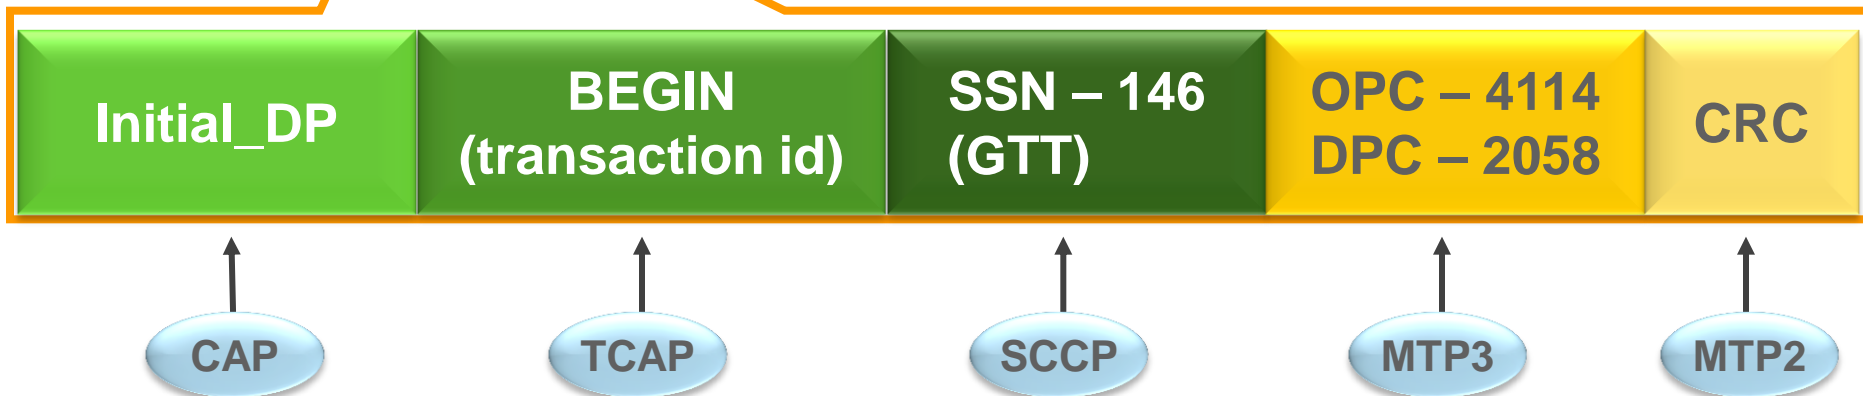 Initial_DP
BEGIN
(transaction id)
SSN – 146
(GTT)
OPC – 4114
DPC – 2058
CRC
CAP
TCAP
SCCP
MTP3
MTP2